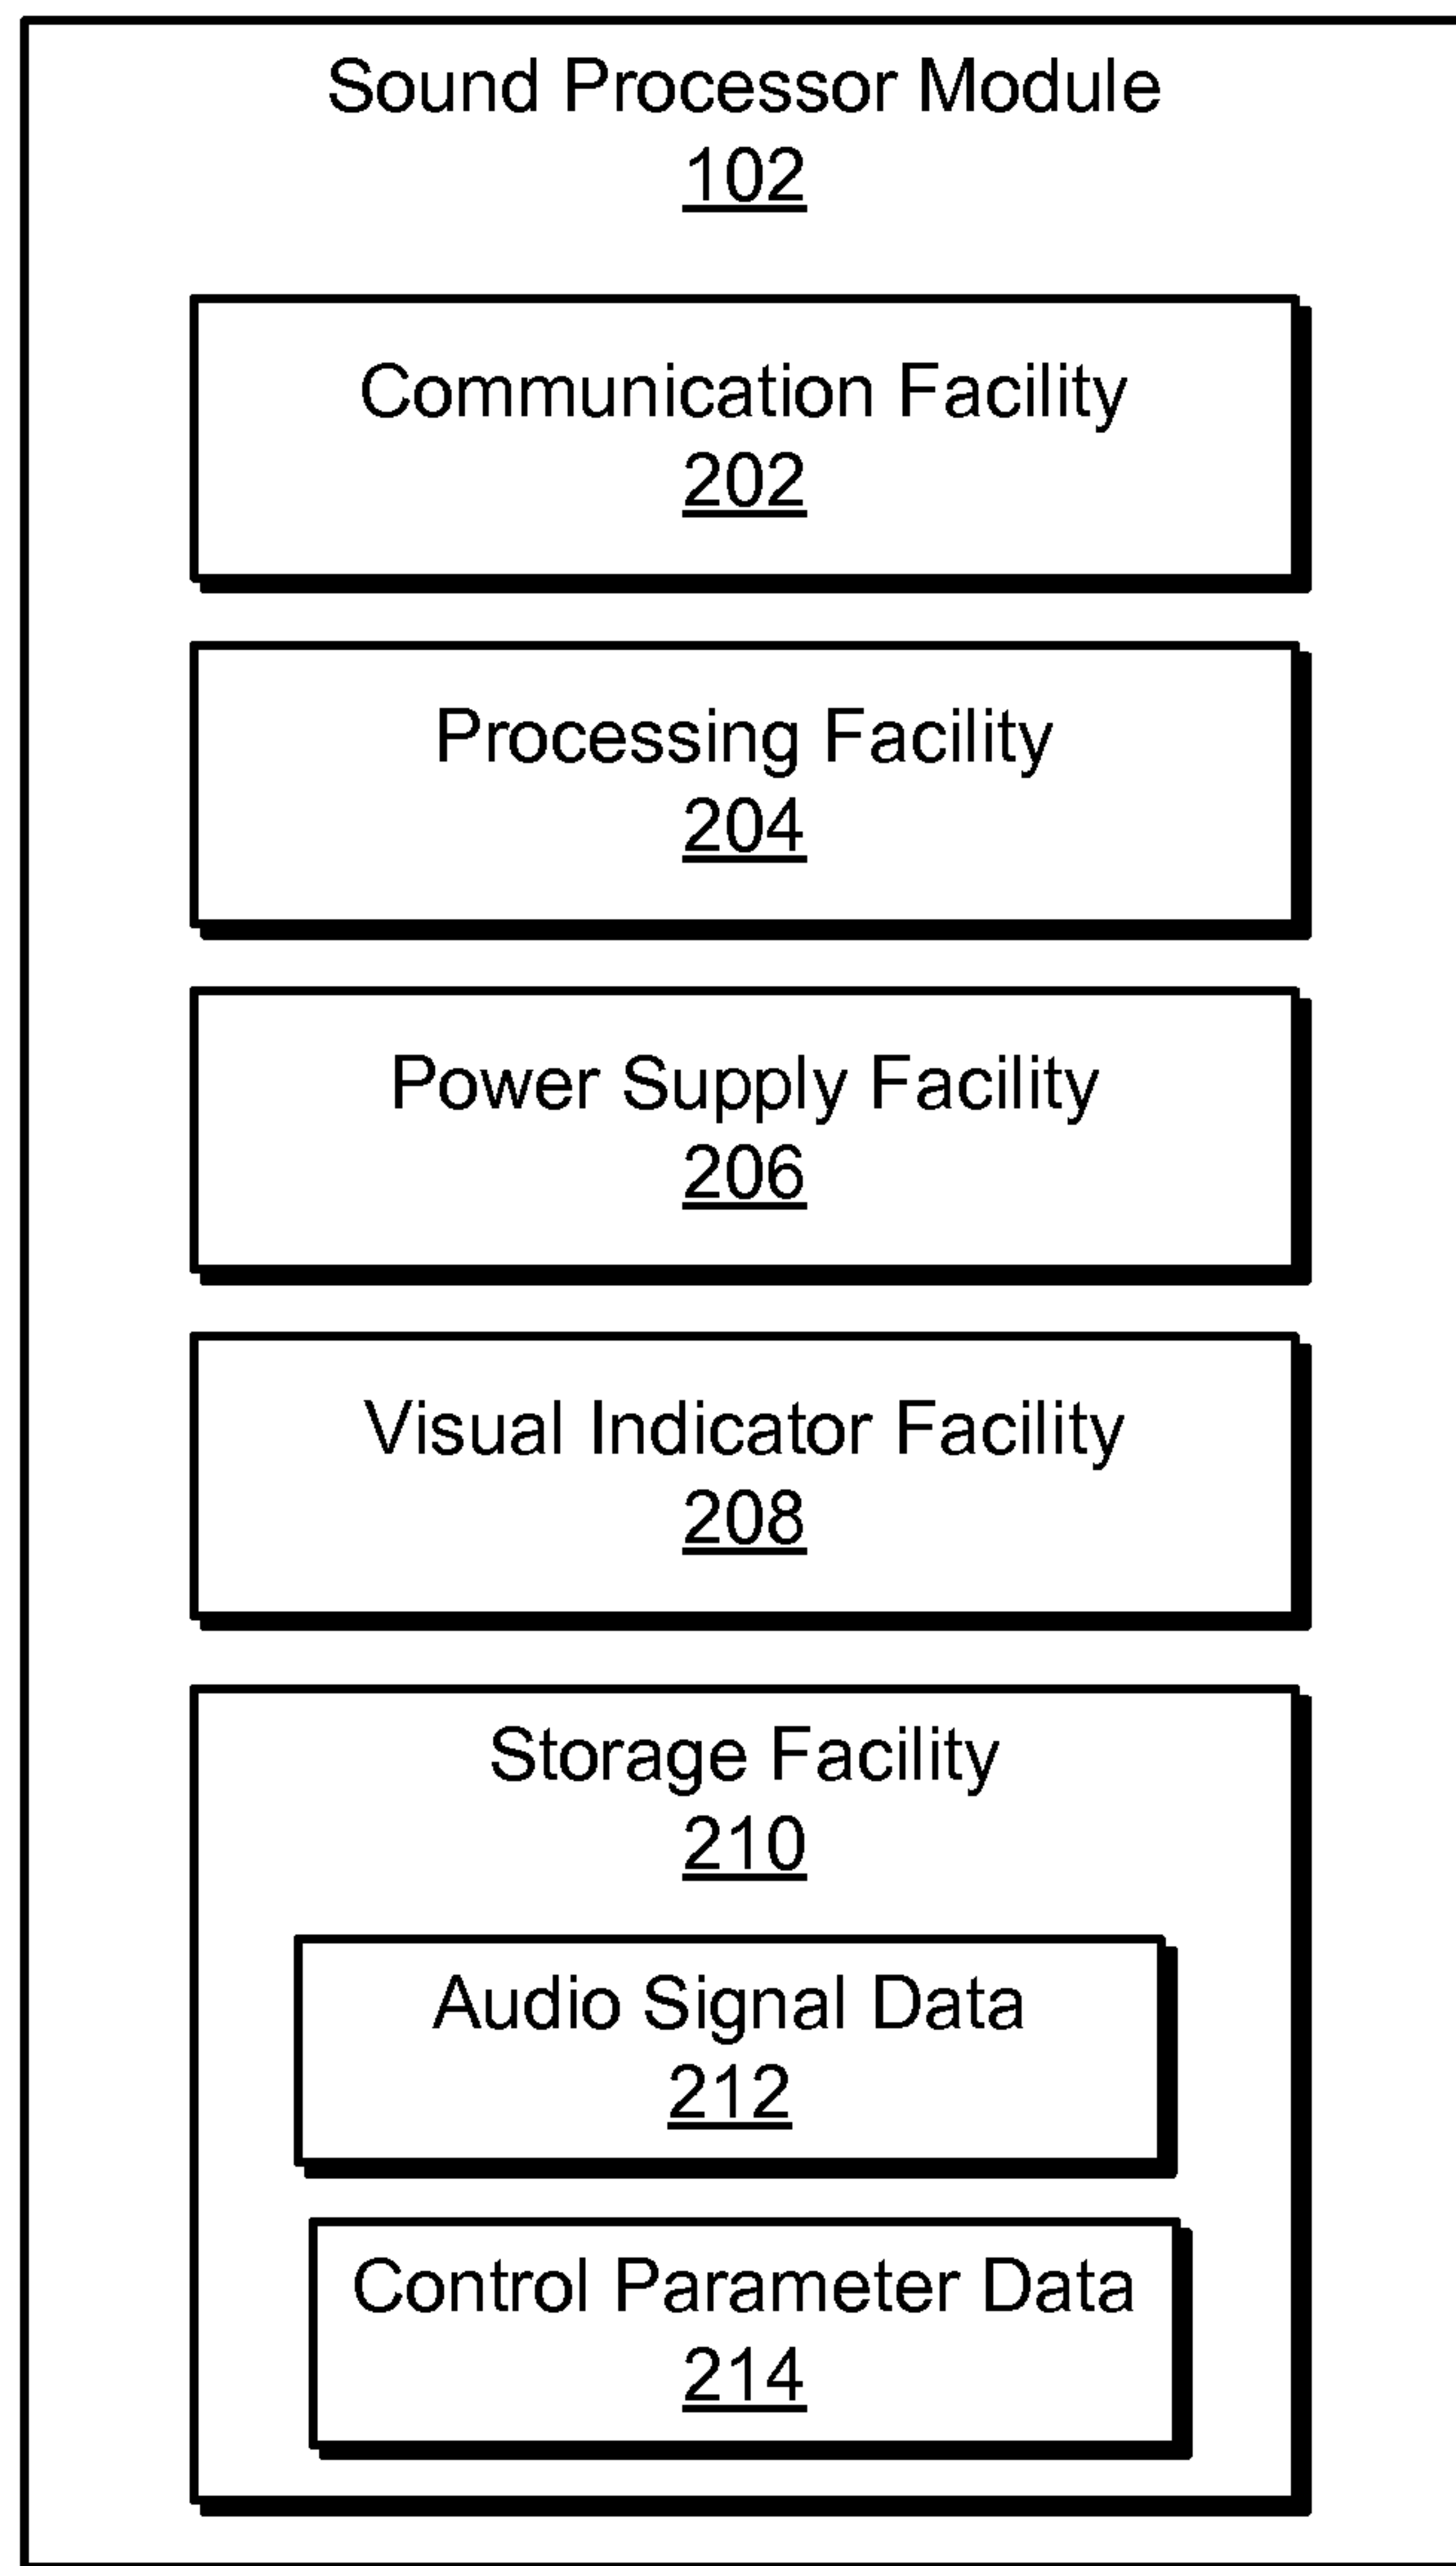 Sound Processor Module
102
Communication Facility
202
Processing Facility
204
Power Supply Facility
206
Visual Indicator Facility
208
Storage Facility
210
Audio Signal Data
212
Control Parameter Data
214